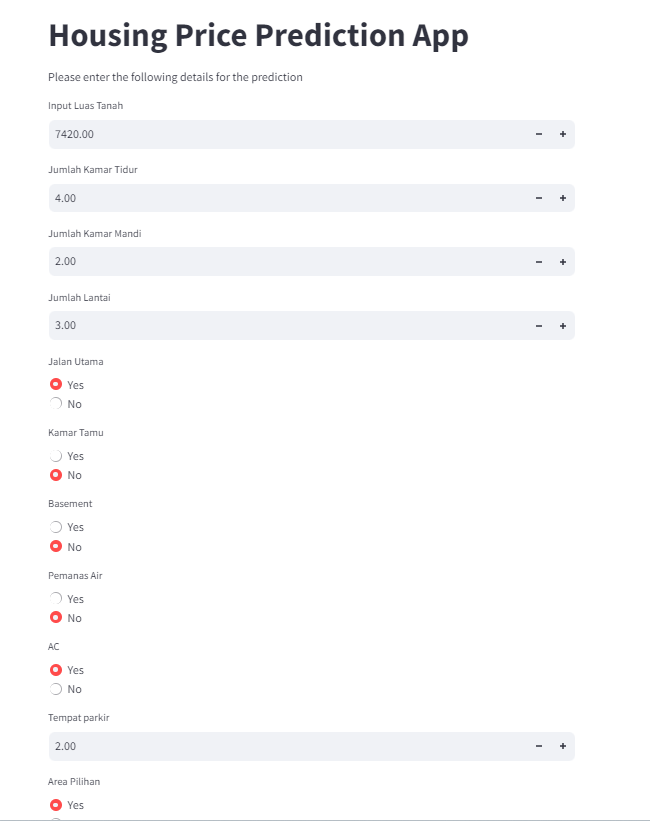 Housing Price Prediction App
Please enter the following details for the prediction
Input Luas Tanah
7420.00
Jumlah Kamar Tidur
4.00
Jumlah Kamar Mandi
2.00
Jumlah Lantai
3.00
Jalan Utama
Yes
No
Kamar Tamu
Yes
No
Basement
Yes
No
Pemanas Air
Yes
No
AC
Yes
No
Tempat parkir
2.00
Area Pilihan
Yes